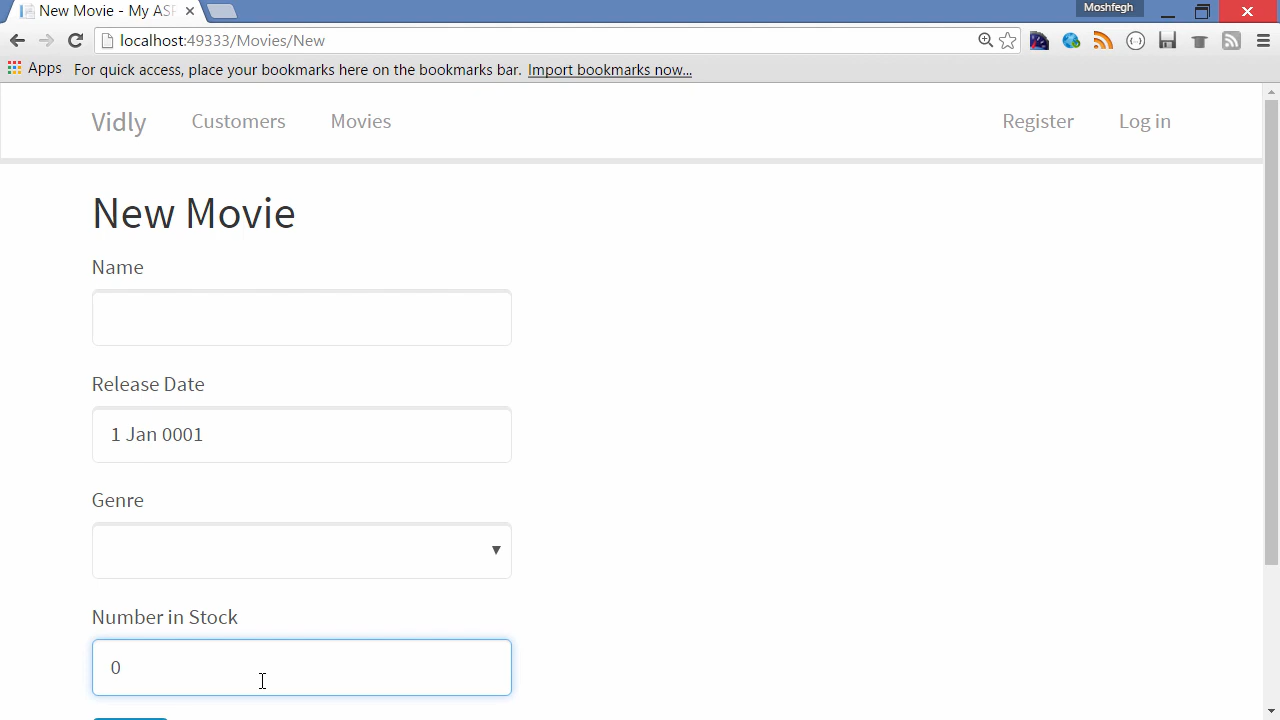 New Movie - My AS
Moshfegh
localhost:49333/Movies/New
Apps For quick access, place your bookmarks here on the bookmarks bar. Import bookmarks now...
Vidly Customers Movies Register Log in
New Movie
Name
Release Date
1 Jan 0001
Genre
Number in Stock
0